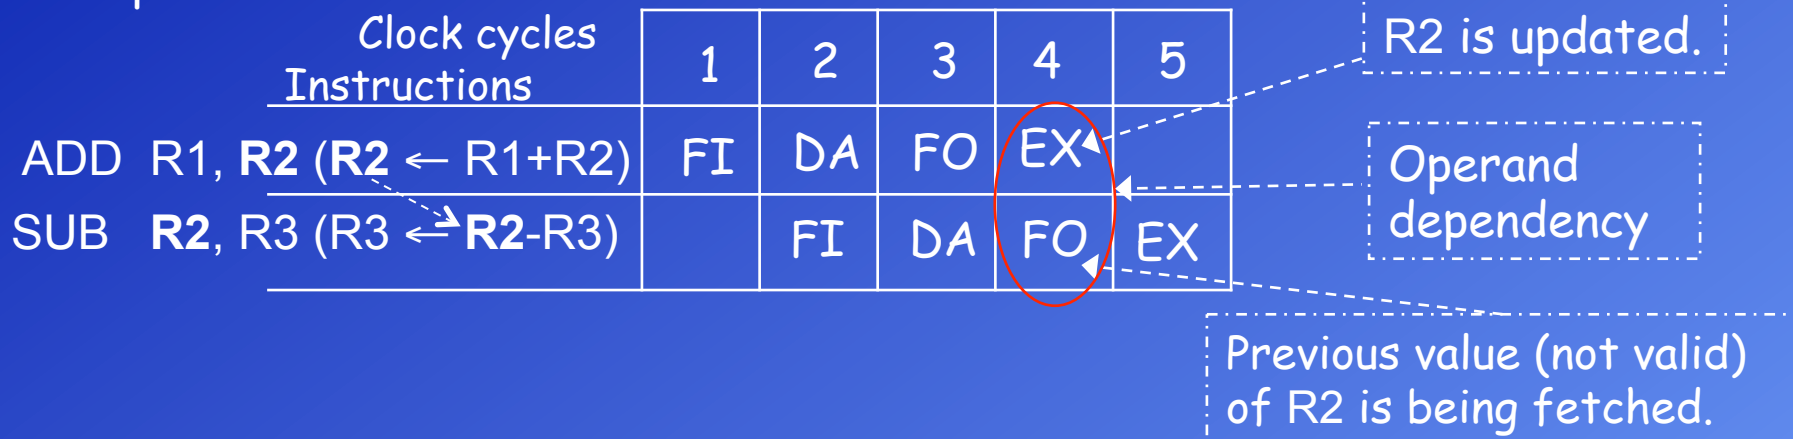 Clock cycles
Instructions
1 2 3 4 5
R2 is updated.
ADD R1, R2 (R2 ← R1+R2) FI DA FO EX
Operand
dependency
SUB R2, R3 (R3 ← R2-R3) FI DA FO EX
Previous value (not valid)
of R2 is being fetched.